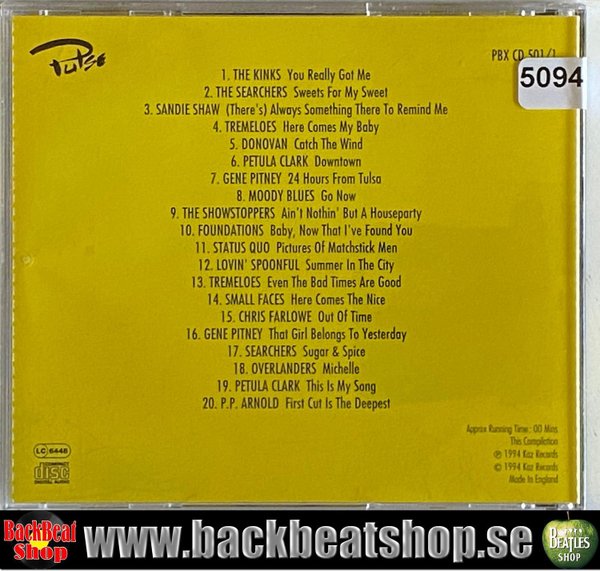 Pulse
PBX CD 501/1
5094
1. THE KINKS You Really Got Me
2. THE SEARCHERS Sweets For My Sweet
3. SANDIE SHAW (There's) Always Something There To Remind Me
4. TREMELOES Here Comes My Baby
5. DONOVAN Catch The Wind
6. PETULA CLARK Downtown
7. GENE PITNEY 24 Hours From Tulsa
8. MOODY BLUES Go Now
9. THE SHOWSTOPPERS Ain't Nothin' But A Houseparty
10. FOUNDATIONS Baby, Now That I've Found You
11. STATUS QUO Pictures Of Matchstick Men
12. LOVIN' SPOONFUL Summer In The City
13. TREMELOES Even The Bad Times Are Good
14. SMALL FACES Here Comes The Nice
15. CHRIS FARLOWE Out Of Time
16. GENE PITNEY That Girl Belongs To Yesterday
17. SEARCHERS Sugar & Spice
18. OVERLANDERS Michelle
19. PETULA CLARK This Is My Song
20. P.P. ARNOLD First Cut Is The Deepest
Approx Running Time: 00 Mins
This Compilation
℗ 1994 Kaz Records
© 1994 Kaz Records
Made In England
LC 6448
COMPACT
disc
DIGITAL AUDIO
BackBeat
Shop
www.backbeatshop.se
BEATLES
SHOP